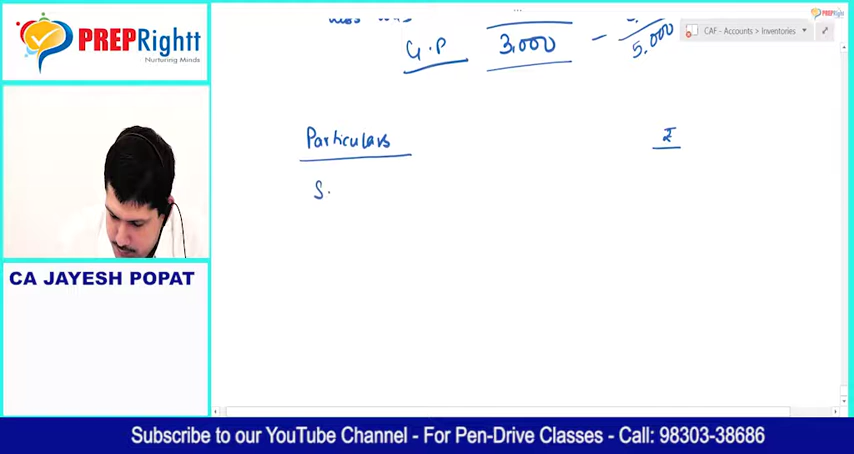 PREPRightt
Nurturing Minds
PREPRightt
CAF - Accounts > Inventories
G.P 3,000 - 5,000
Particulars ₹
S.
CA JAYESH POPAT
Subscribe to our YouTube Channel - For Pen-Drive Classes - Call: 98303-38686